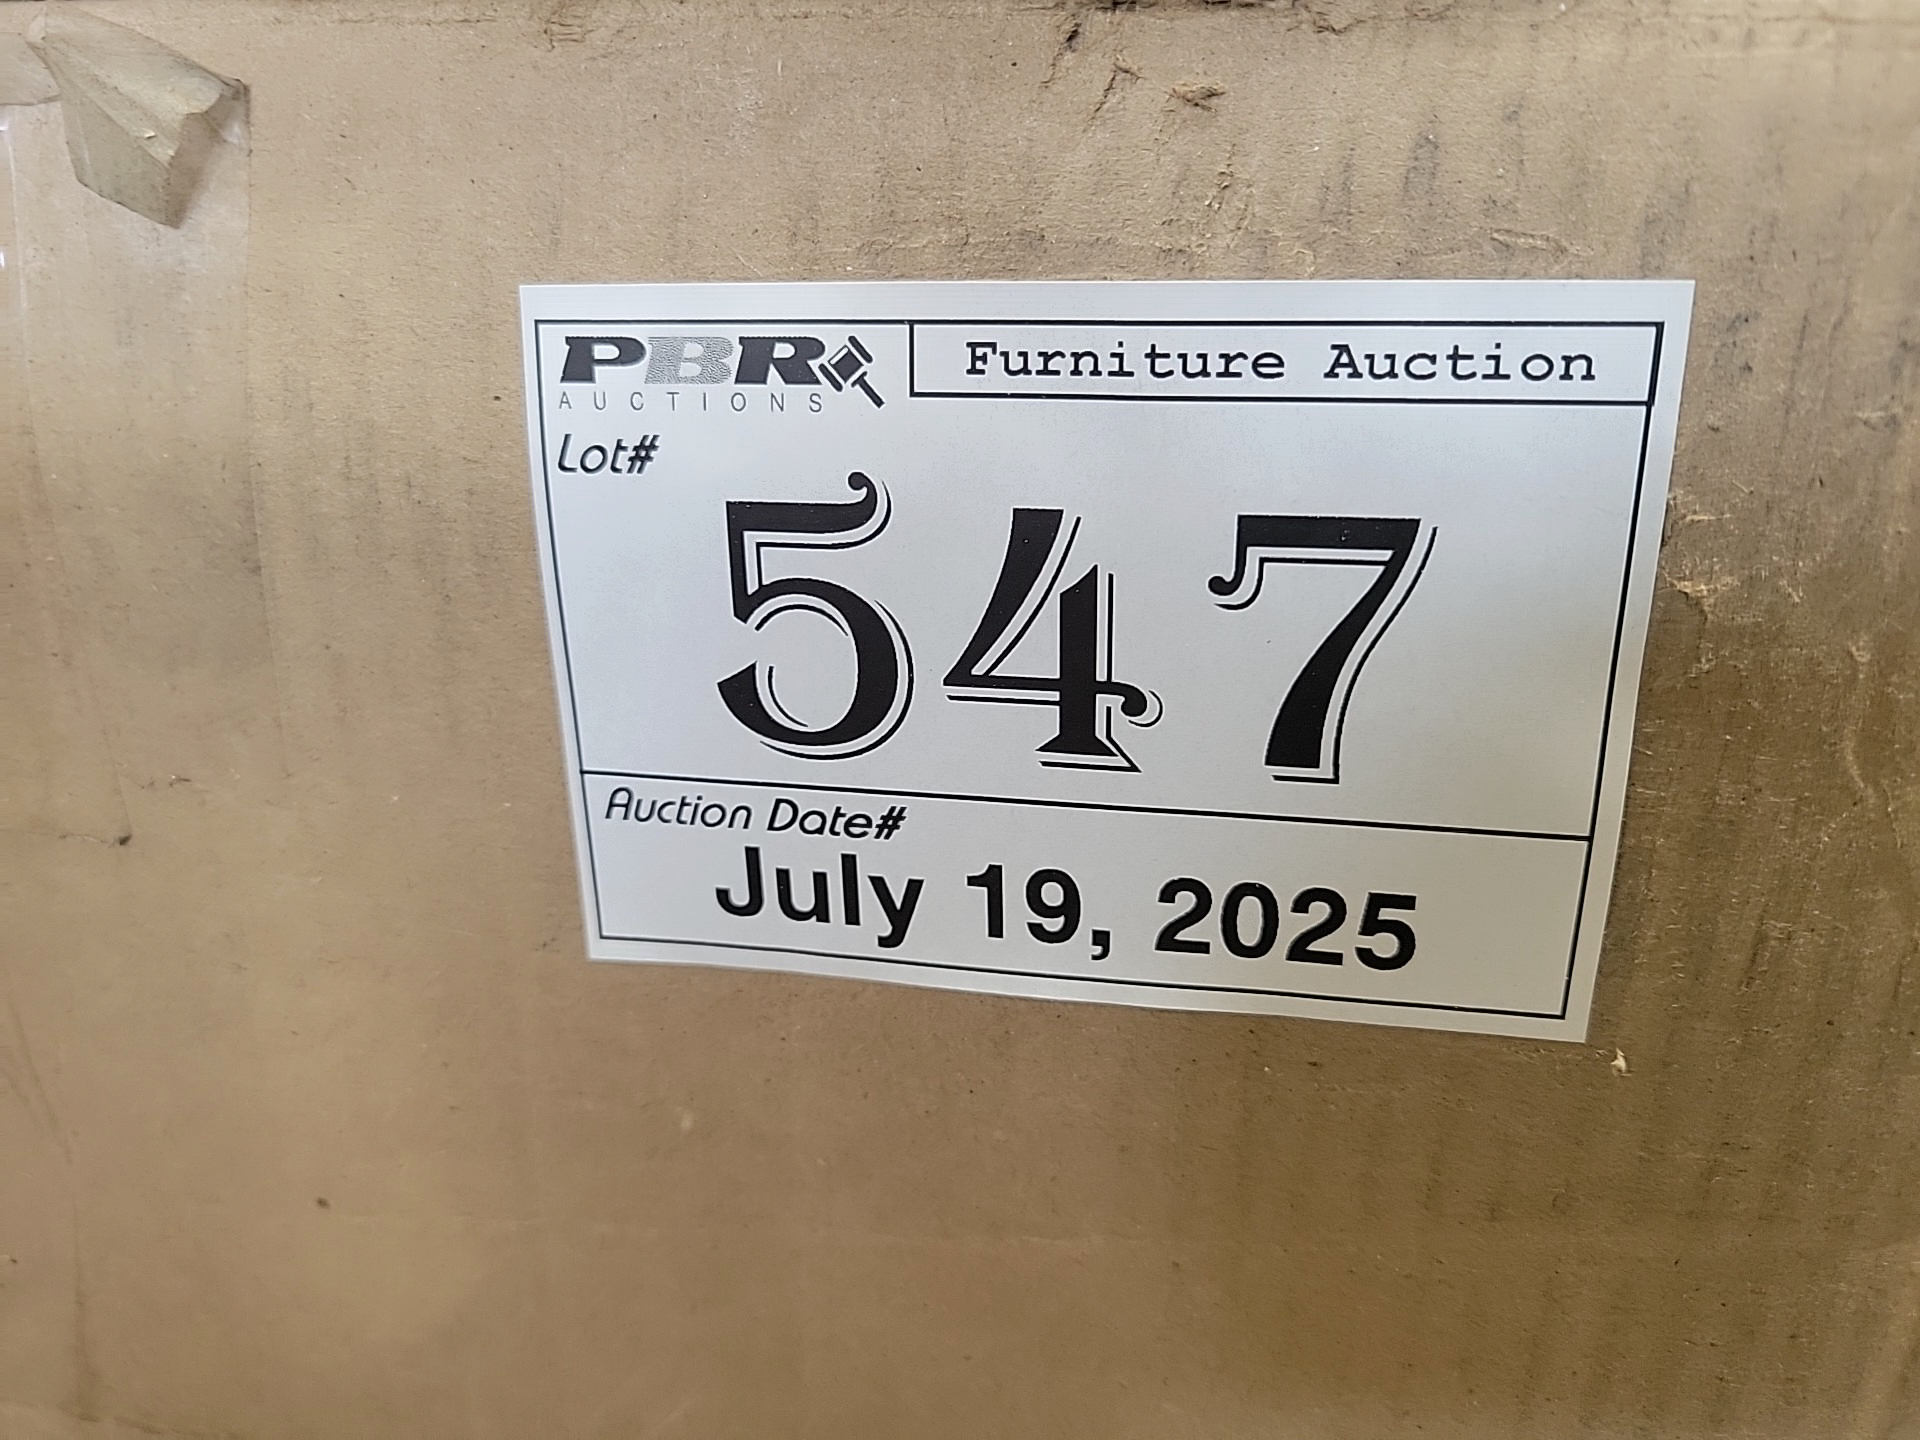 PBR
AUCTIONS
Furniture Auction
Lot#
547
Auction Date#
July 19, 2025